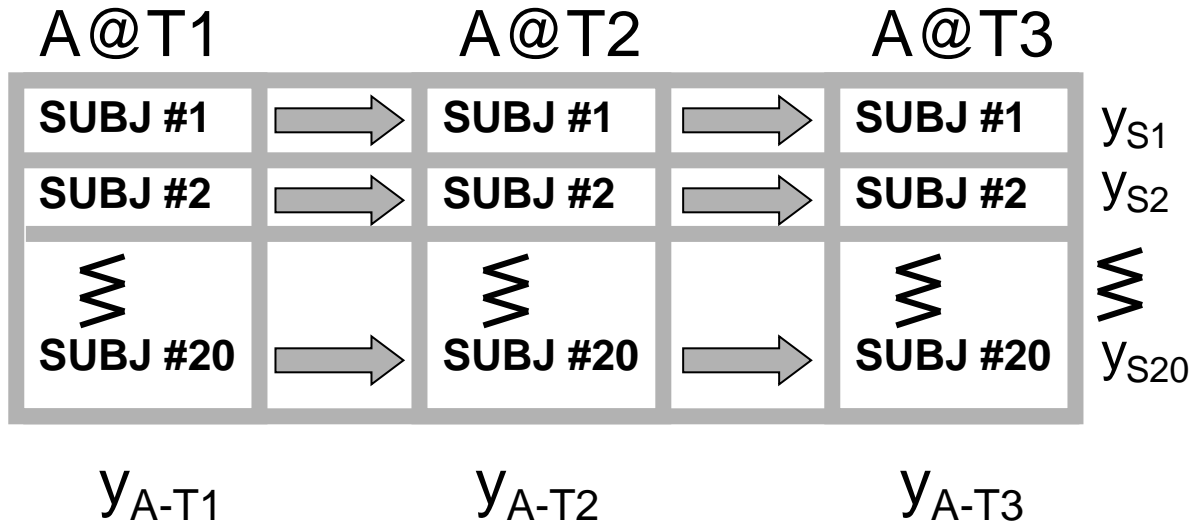 A@T1 A@T2 A@T3
SUBJ #1 SUBJ #1 SUBJ #1 yS1
SUBJ #2 SUBJ #2 SUBJ #2 yS2
SUBJ #20 SUBJ #20 SUBJ #20 yS20
yA-T1 yA-T2 yA-T3